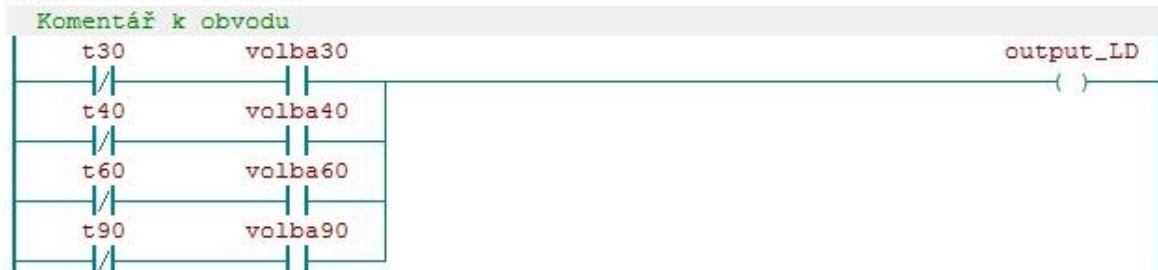 Komentář k obvodu
t30 volba30 output_LD
t40 volba40
t60 volba60
t90 volba90